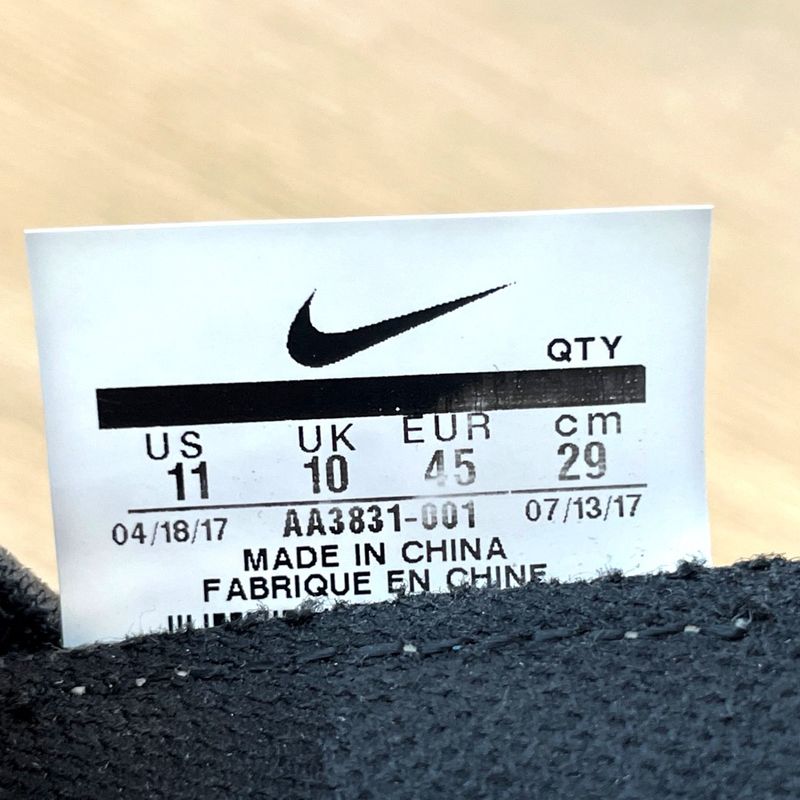 QTY
US UK EUR cm
11 10 45 29
04/18/17 AA3831-001 07/13/17
MADE IN CHINA
FABRIQUE EN CHINE